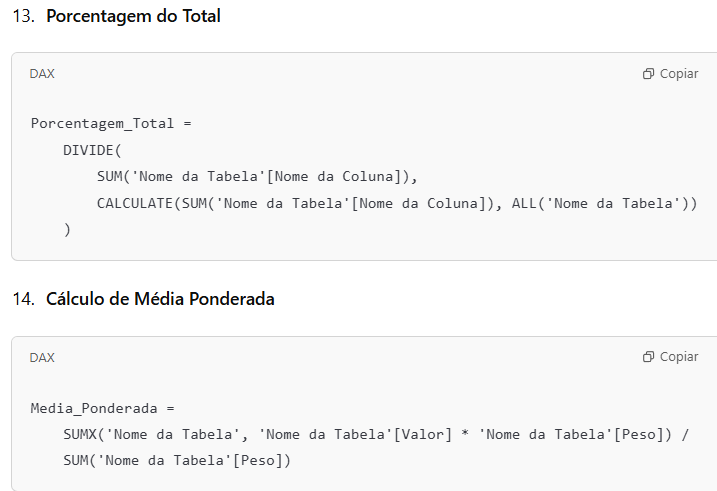 13. Porcentagem do Total
DAX Copiar
Porcentagem_Total =
DIVIDE(
SUM('Nome da Tabela'[Nome da Coluna]),
CALCULATE(SUM('Nome da Tabela'[Nome da Coluna]), ALL('Nome da Tabela'))
)
14. Cálculo de Média Ponderada
DAX Copiar
Media_Ponderada =
SUMX('Nome da Tabela', 'Nome da Tabela'[Valor] * 'Nome da Tabela'[Peso]) /
SUM('Nome da Tabela'[Peso])